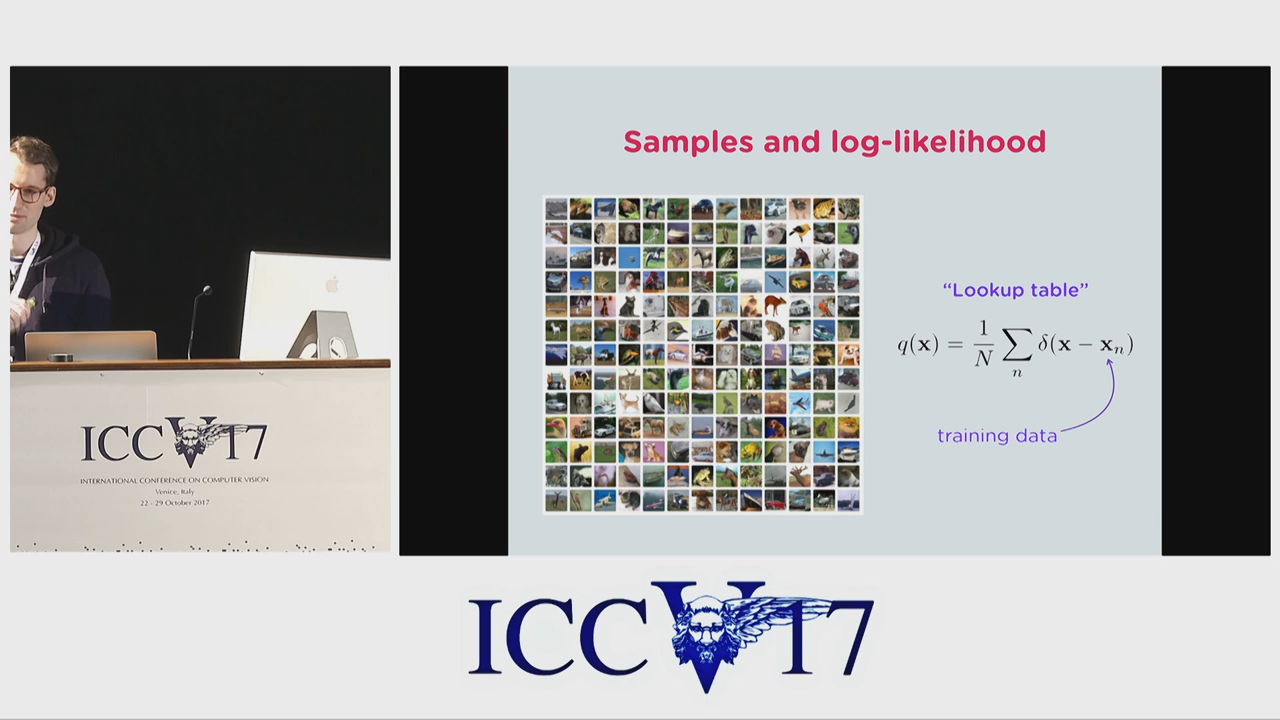 Samples and log-likelihood
“Lookup table”
q(x) = 1/N ∑n δ(x − xn)
training data
ICCV17
INTERNATIONAL CONFERENCE ON COMPUTER VISION
Venice, Italy
22 - 29 October 2017
ICCV17